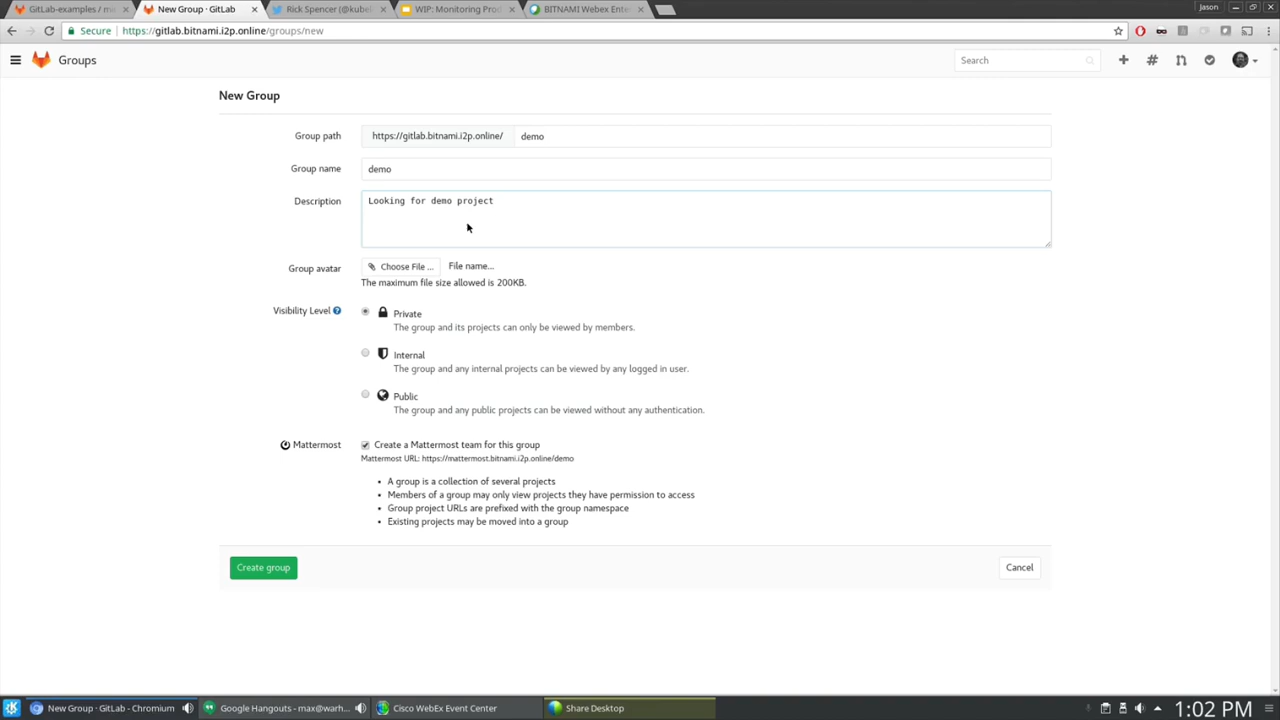 GitLab-examples / m
New Group · GitLab
Rick Spencer (@kube
WIP: Monitoring Prod
BITNAMI Webex Ente
Jason
Secure
https://gitlab.bitnami.i2p.online/groups/new
Groups
Search
New Group
Group path
https://gitlab.bitnami.i2p.online/
demo
Group name
demo
Description
Looking for demo project
Group avatar
Choose File ...
File name...
The maximum file size allowed is 200KB.
Visibility Level
Private
The group and its projects can only be viewed by members.
Internal
The group and any internal projects can be viewed by any logged in user.
Public
The group and any public projects can be viewed without any authentication.
Mattermost
Create a Mattermost team for this group
Mattermost URL: https://mattermost.bitnami.i2p.online/demo
• A group is a collection of several projects
• Members of a group may only view projects they have permission to access
• Group project URLs are prefixed with the group namespace
• Existing projects may be moved into a group
Create group
Cancel
New Group · GitLab - Chromium
Google Hangouts - max@warh...
Cisco WebEx Event Center
Share Desktop
1:02 PM